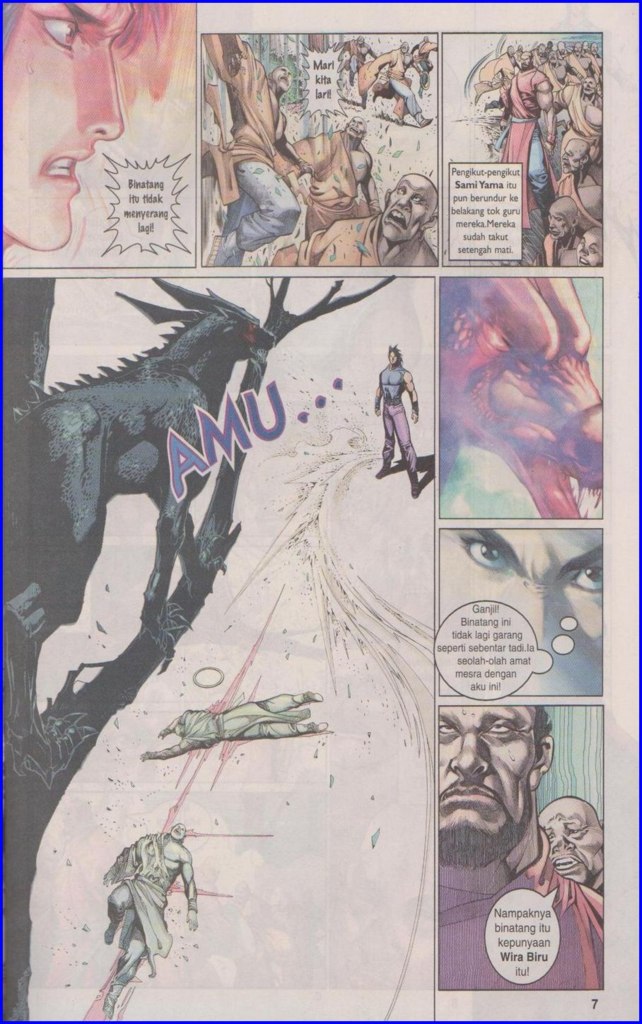 Binatang
itu tidak
menyerang
lagi!
Mari
kita
lari!
Pengikut-pengikut
Sami Yama itu
pun berundur ke
belakang tok guru
mereka.Mereka
sudah takut
setengah mati.
AMU...
Ganjil!
Binatang ini
tidak lagi garang
seperti sebentar tadi.Ia
seolah-olah amat
mesra dengan
aku ini!
Nampaknya
binatang itu
kepunyaan
Wira Biru
itu!
7